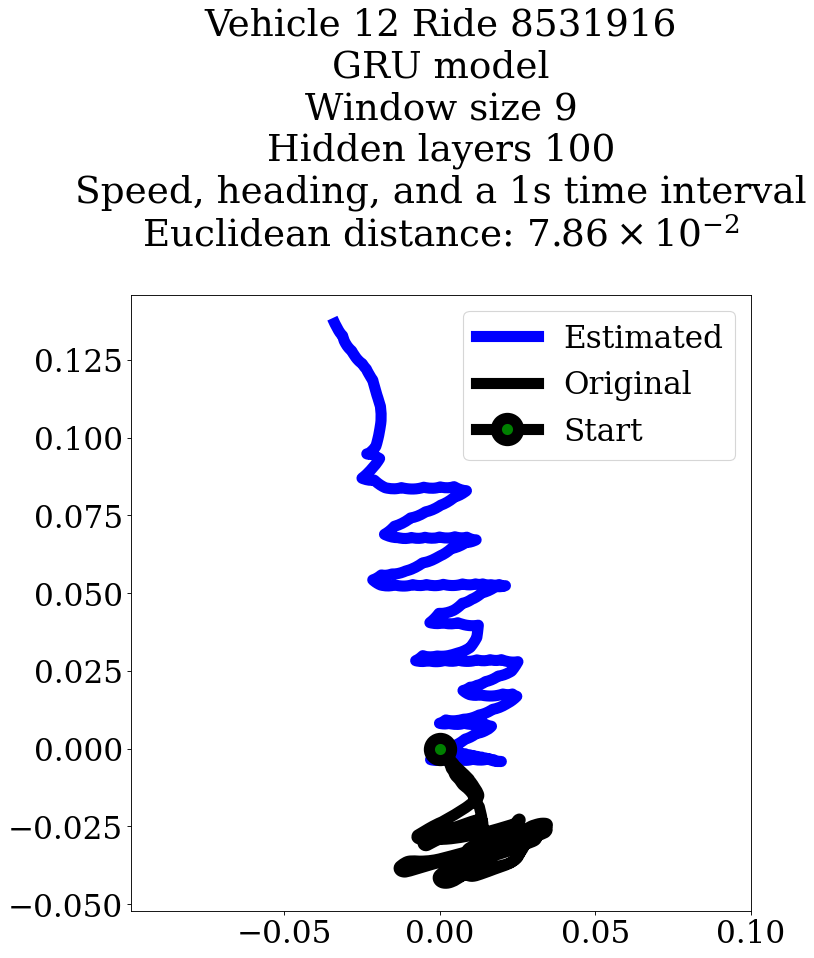 Vehicle 12 Ride 8531916
GRU model
Window size 9
Hidden layers 100
Speed, heading, and a 1s time interval
Euclidean distance: 7.86 × 10⁻²
Estimated
Original
Start
0.125
0.100
0.075
0.050
0.025
0.000
−0.025
−0.050
−0.05 0.00 0.05 0.10